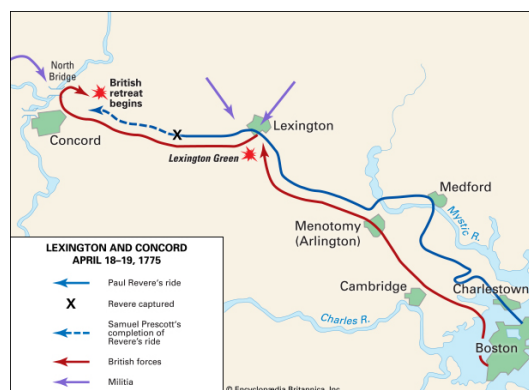 North
Bridge
British
retreat
begins
Concord
Lexington
Lexington Green
X
Medford
Mystic R.
Menotomy
(Arlington)
Charlestown
Cambridge
Charles R.
Boston
LEXINGTON AND CONCORD
APRIL 18–19, 1775
Paul Revere's ride
X Revere captured
Samuel Prescott's
completion of
Revere's ride
British forces
Militia
© Encyclopædia Britannica, Inc.